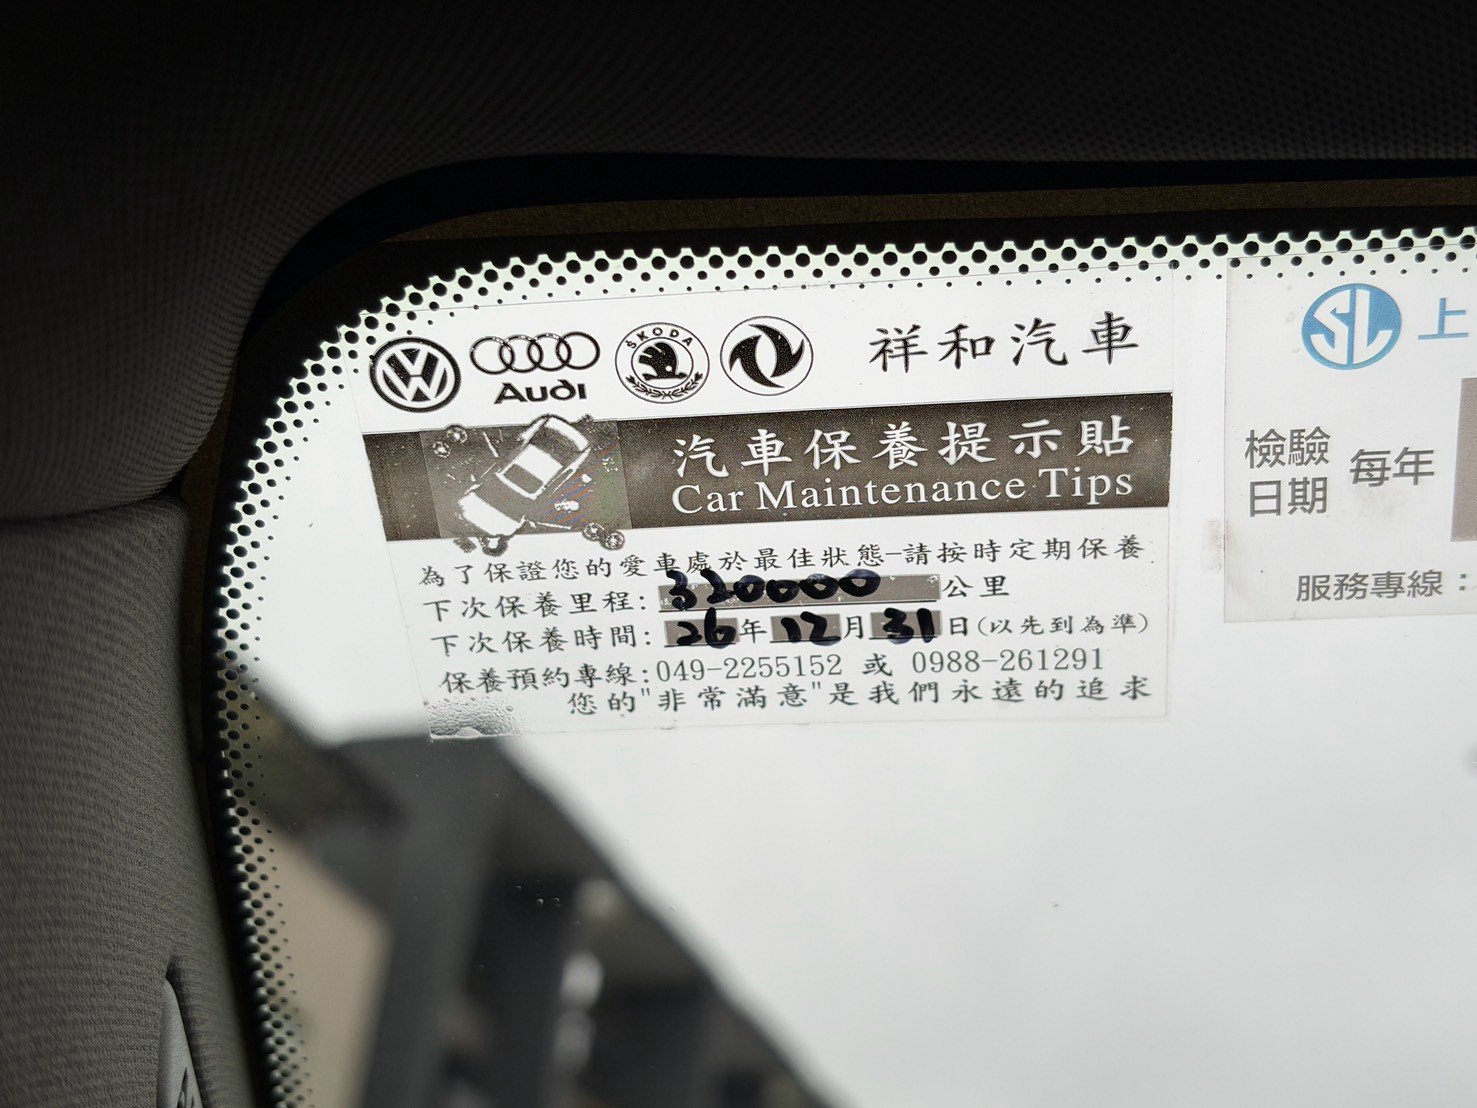 祥和汽車
Audi
ŠKODA
汽車保養提示貼
Car Maintenance Tips
為了保證您的愛車處於最佳狀態-請按時定期保養
下次保養里程:320000公里
下次保養時間:26年12月31日(以先到為準)
保養預約專線:049-2255152 或 0988-261291
您的"非常滿意"是我們永遠的追求
SL 上
檢驗日期 每年
服務專線: